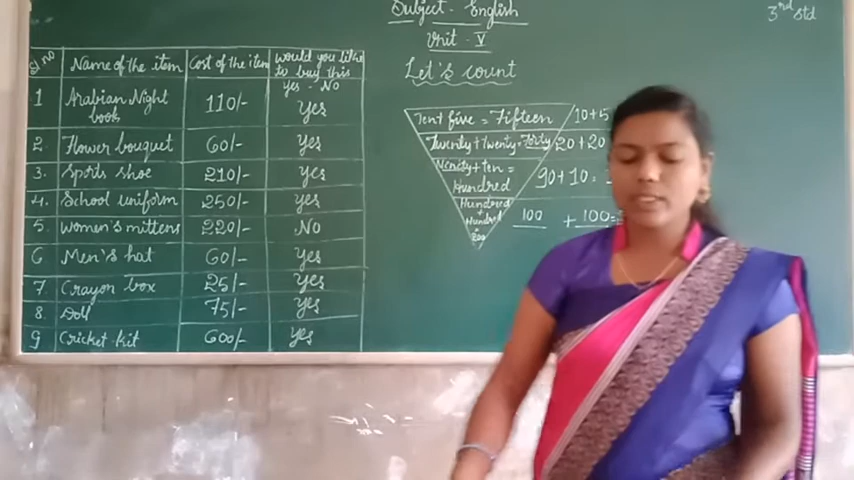 Subject - English
3rd Std
Unit - V
Let's count
Sl no | Name of the item | Cost of the item | would you like to buy this yes - No
1 | Arabian Night book | 110/- | Yes
2. | Flower bouquet | 60/- | Yes
3. | Sports shoe | 210/- | Yes
4. | School uniform | 250/- | Yes
5. | women's mittens | 220/- | No
6 | Men's hat | 60/- | Yes
7 | Crayon box | 25/- | Yes
8. | Doll | 75/- | Yes
9 | Cricket kit | 600/- | Yes
Tent five = Fifteen 10+5
Twenty + twenty = Forty 20+20
Ninety + ten = Hundred 90+10=
Hundred + Hundred 100 + 100=
200